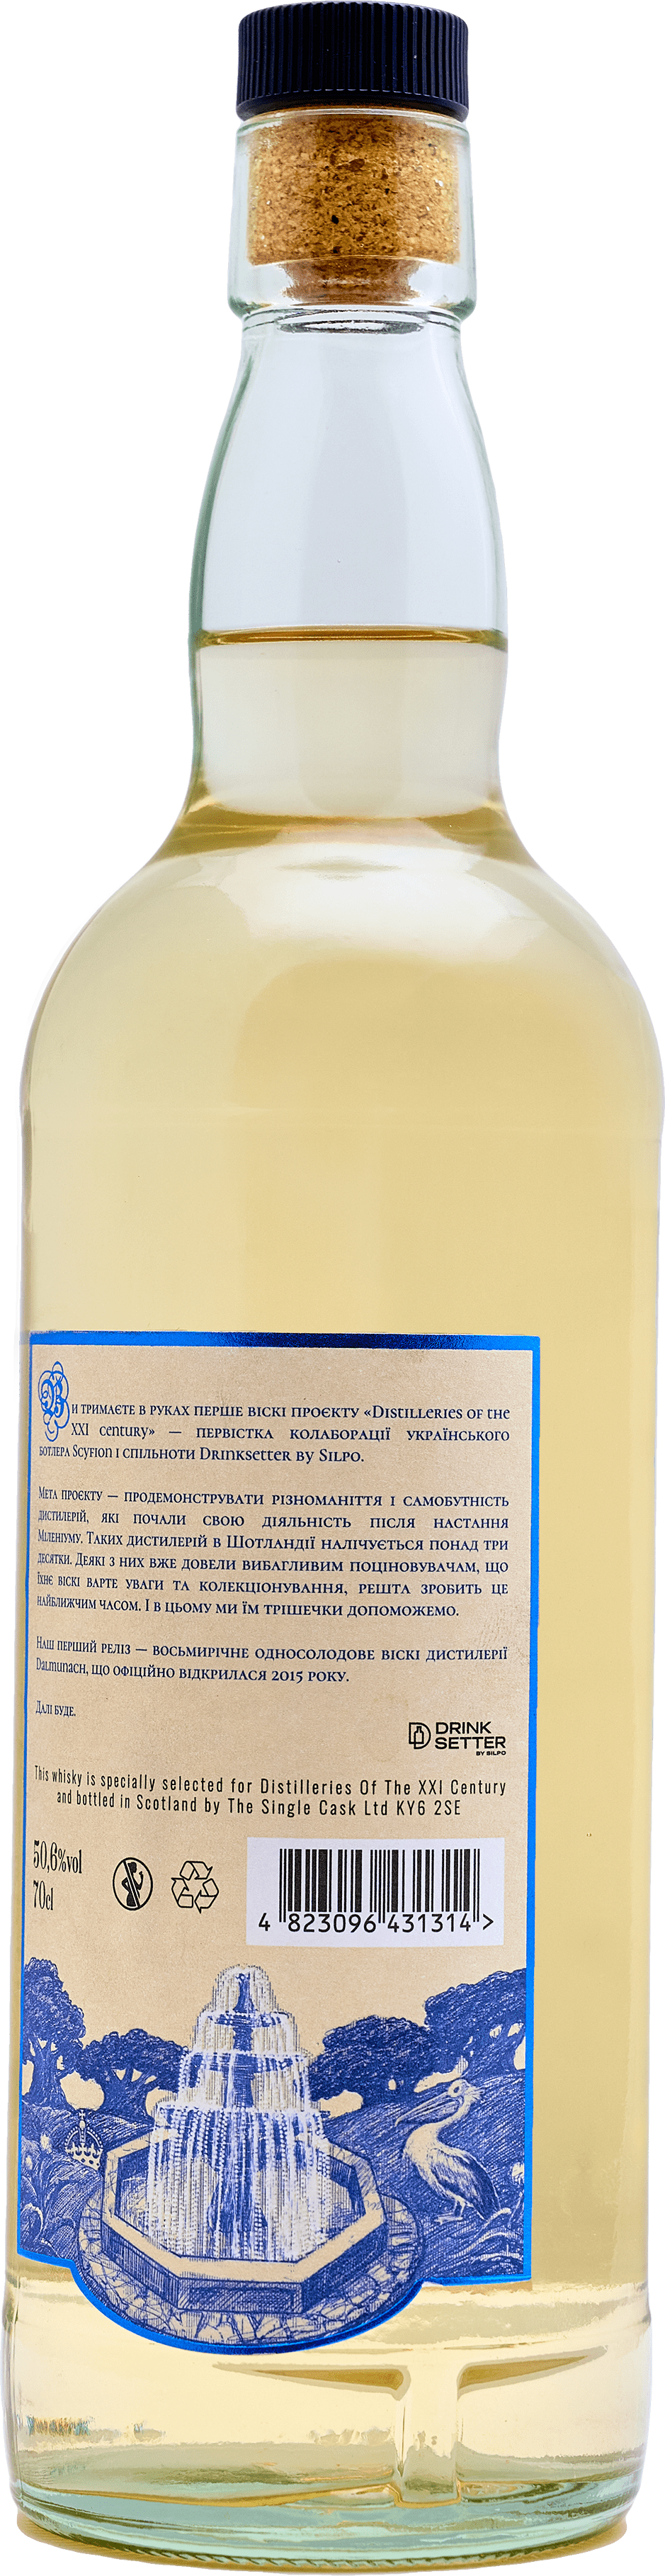 Ви тримаєте в руках перше віскі проєкту «Distilleries of the
XXI century» — первістка колаборації українського
ботлера Scyfion і спільноти Drinksetter by Silpo.
Мета проєкту — продемонструвати різноманіття і самобутність
дистилерій, які почали свою діяльність після настання
Міленіуму. Таких дистилерій в Шотландії налічується понад три
десятки. Деякі з них вже довели вибагливим поціновувачам, що
їхнє віскі варте уваги та колекціонування, решта зробить це
найближчим часом. І в цьому ми їм трішечки допоможемо.
Наш перший реліз — восьмирічне односолодове віскі дистилерії
Dalmunach, що офіційно відкрилася 2015 року.
Далі буде.
DRINK
SETTER
BY SILPO
This whisky is specially selected for Distilleries Of The XXI Century
and bottled in Scotland by The Single Cask Ltd KY6 2SE
50,6%vol
70cl
4 823096 431314 >